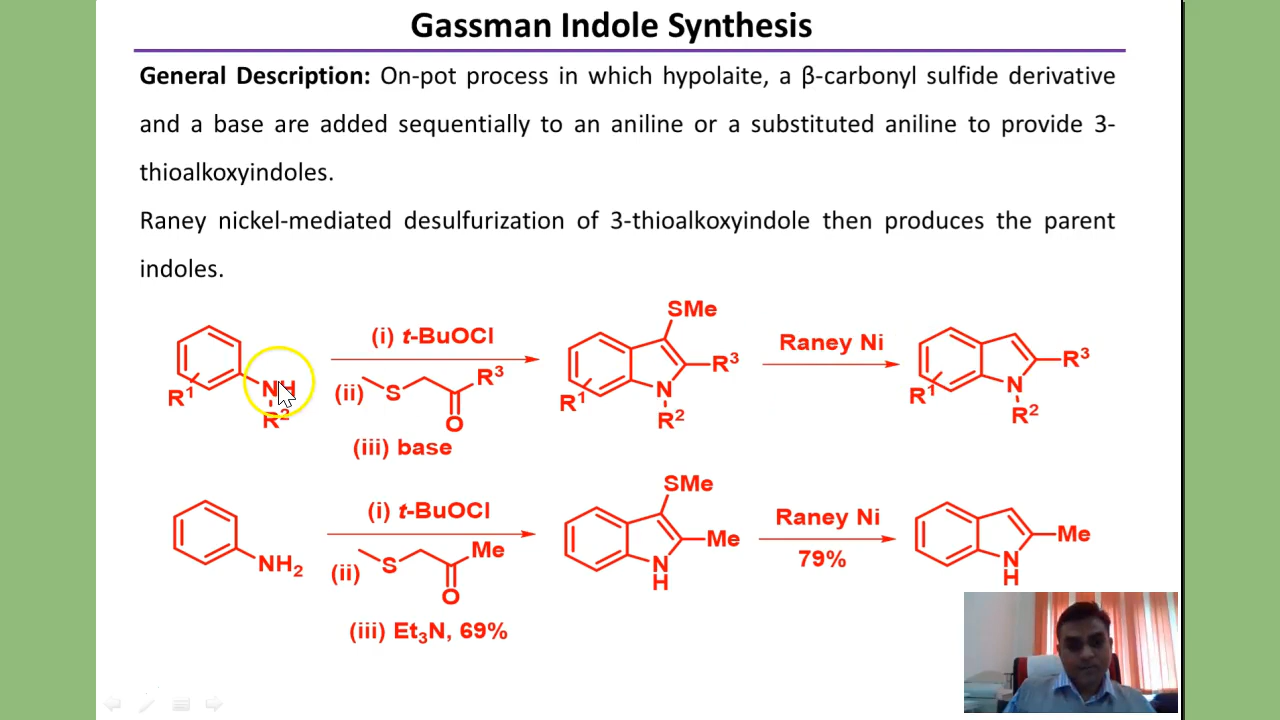 Gassman Indole Synthesis
General Description: On-pot process in which hypolaite, a β-carbonyl sulfide derivative
and a base are added sequentially to an aniline or a substituted aniline to provide 3-
thioalkoxyindoles.
Raney nickel-mediated desulfurization of 3-thioalkoxyindole then produces the parent
indoles.
R¹
NH
R²
(i) t-BuOCl
(ii)
S
R³
O
(iii) base
SMe
R³
N
R²
R¹
Raney Ni
R³
N
R²
R¹
NH₂
(i) t-BuOCl
(ii)
S
Me
O
(iii) Et₃N, 69%
SMe
Me
N
H
Raney Ni
79%
Me
N
H